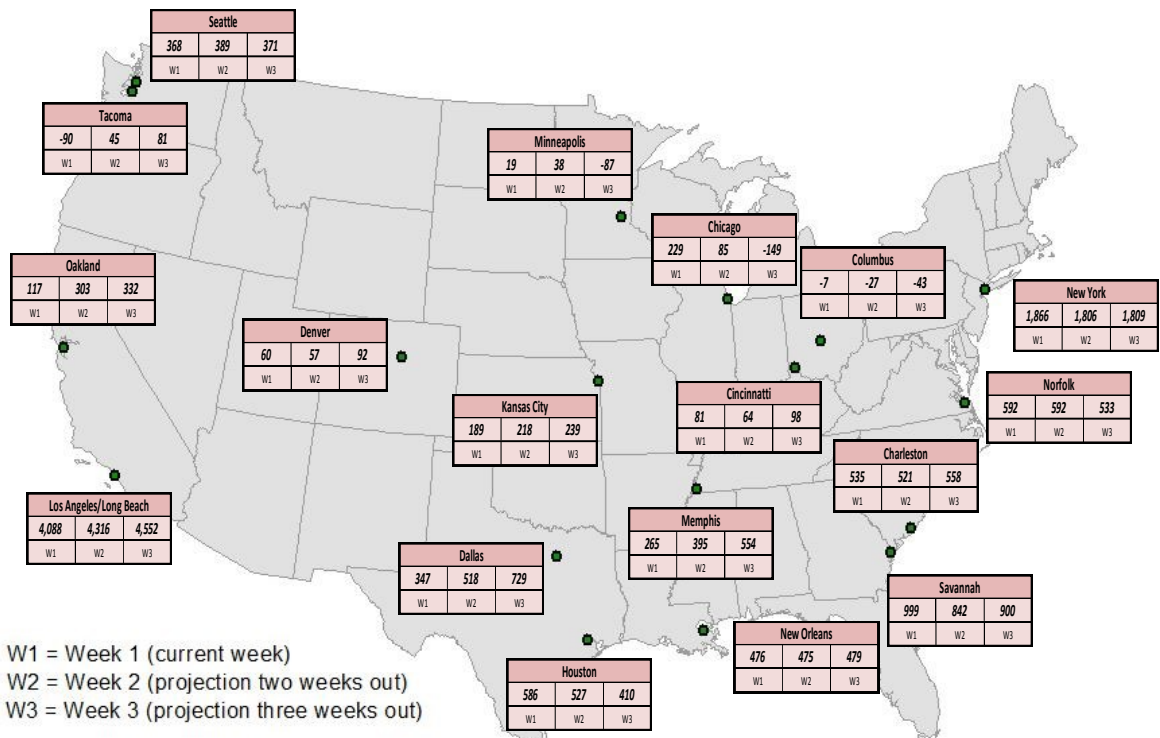 Seattle
368 389 371
W1 W2 W3
Tacoma
-90 45 81
W1 W2 W3
Minneapolis
19 38 -87
W1 W2 W3
Chicago
229 85 -149
W1 W2 W3
Columbus
-7 -27 -43
W1 W2 W3
Oakland
117 303 332
W1 W2 W3
New York
1,866 1,806 1,809
W1 W2 W3
Denver
60 57 92
W1 W2 W3
Norfolk
592 592 533
W1 W2 W3
Cincinnatti
81 64 98
W1 W2 W3
Kansas City
189 218 239
W1 W2 W3
Charleston
535 521 558
W1 W2 W3
Los Angeles/Long Beach
4,088 4,316 4,552
W1 W2 W3
Memphis
265 395 554
W1 W2 W3
Dallas
347 518 729
W1 W2 W3
Savannah
999 842 900
W1 W2 W3
New Orleans
476 475 479
W1 W2 W3
Houston
586 527 410
W1 W2 W3
W1 = Week 1 (current week)
W2 = Week 2 (projection two weeks out)
W3 = Week 3 (projection three weeks out)